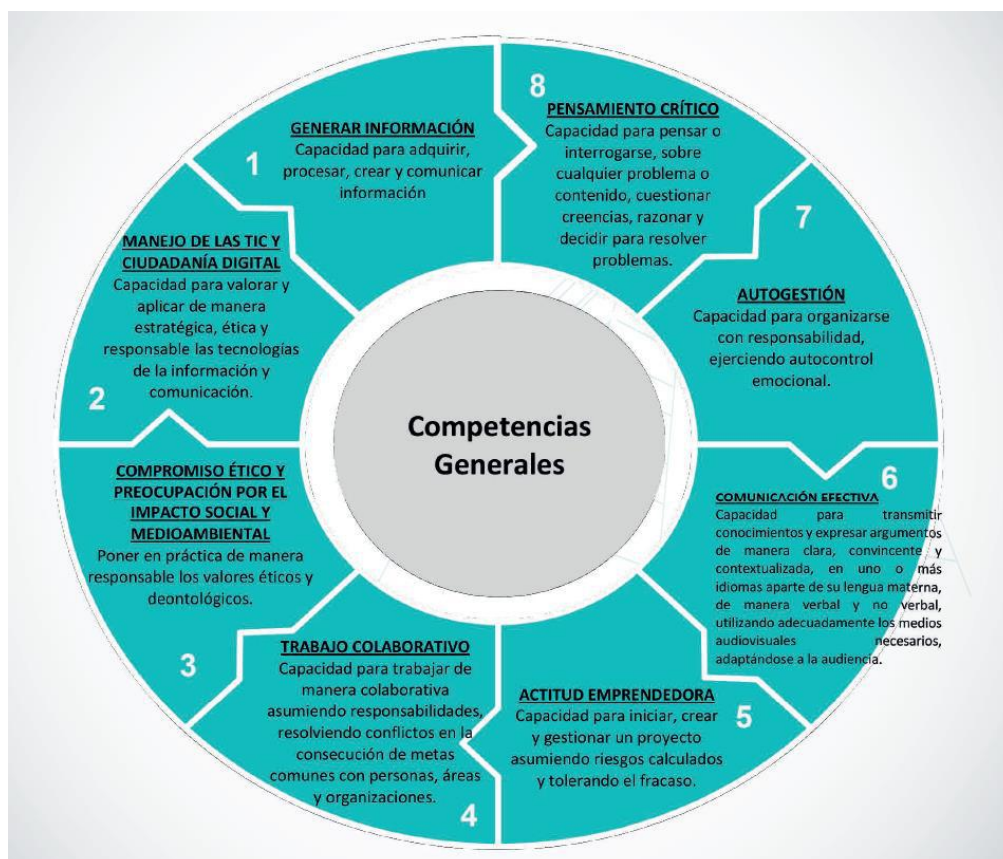 1
GENERAR INFORMACIÓN
Capacidad para adquirir,
procesar, crear y comunicar
información
2
MANEJO DE LAS TIC Y
CIUDADANÍA DIGITAL
Capacidad para valorar y
aplicar de manera
estratégica, ética y
responsable las tecnologías
de la información y
comunicación.
3
COMPROMISO ÉTICO Y
PREOCUPACIÓN POR EL
IMPACTO SOCIAL Y
MEDIOAMBIENTAL
Poner en práctica de manera
responsable los valores éticos y
deontológicos.
4
TRABAJO COLABORATIVO
Capacidad para trabajar de
manera colaborativa
asumiendo responsabilidades,
resolviendo conflictos en la
consecución de metas
comunes con personas, áreas
y organizaciones.
5
ACTITUD EMPRENDEDORA
Capacidad para iniciar, crear
y gestionar un proyecto
asumiendo riesgos calculados
y tolerando el fracaso.
6
COMUNICACIÓN EFECTIVA
Capacidad para transmitir
conocimientos y expresar argumentos
de manera clara, convincente y
contextualizada, en uno o más
idiomas aparte de su lengua materna,
de manera verbal y no verbal,
utilizando adecuadamente los medios
audiovisuales necesarios,
adaptándose a la audiencia.
7
AUTOGESTIÓN
Capacidad para organizarse
con responsabilidad,
ejerciendo autocontrol
emocional.
8
PENSAMIENTO CRÍTICO
Capacidad para pensar o
interrogarse, sobre
cualquier problema o
contenido, cuestionar
creencias, razonar y
decidir para resolver
problemas.
Competencias
Generales